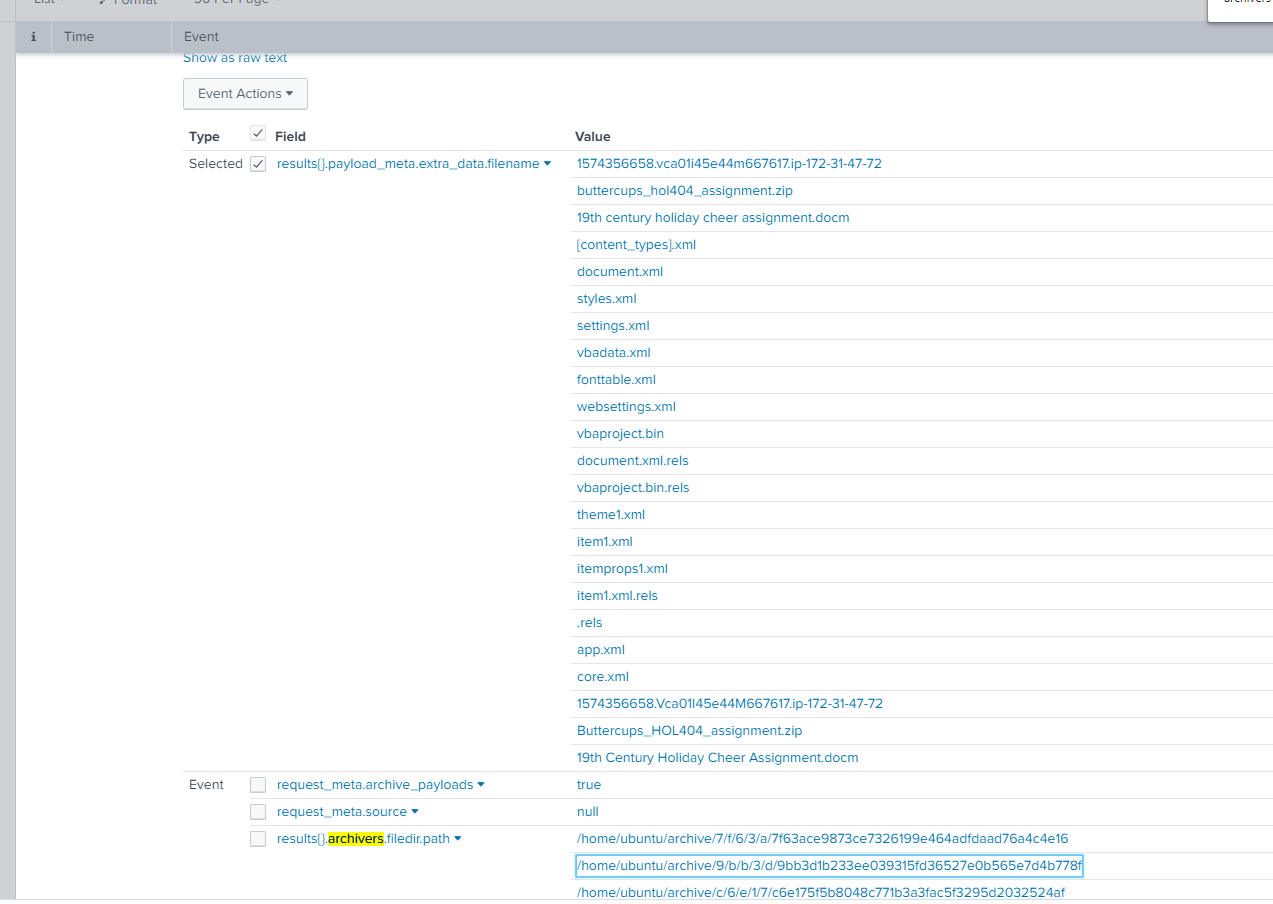 List Format 50 Per Page
archivers
i Time Event
Show as raw text
Event Actions
Type Field Value
Selected results{}.payload_meta.extra_data.filename 1574356658.vca01i45e44m667617.ip-172-31-47-72
buttercups_hol404_assignment.zip
19th century holiday cheer assignment.docm
[content_types].xml
document.xml
styles.xml
settings.xml
vbadata.xml
fonttable.xml
websettings.xml
vbaproject.bin
document.xml.rels
vbaproject.bin.rels
theme1.xml
item1.xml
itemprops1.xml
item1.xml.rels
.rels
app.xml
core.xml
1574356658.Vca01I45e44M667617.ip-172-31-47-72
Buttercups_HOL404_assignment.zip
19th Century Holiday Cheer Assignment.docm
Event request_meta.archive_payloads true
request_meta.source null
results{}.archivers.filedir.path /home/ubuntu/archive/7/f/6/3/a/7f63ace9873ce7326199e464adfdaad76a4c4e16
/home/ubuntu/archive/9/b/b/3/d/9bb3d1b233ee039315fd36527e0b565e7d4b778f
/home/ubuntu/archive/c/6/e/1/7/c6e175f5b8048c771b3a3fac5f3295d2032524af